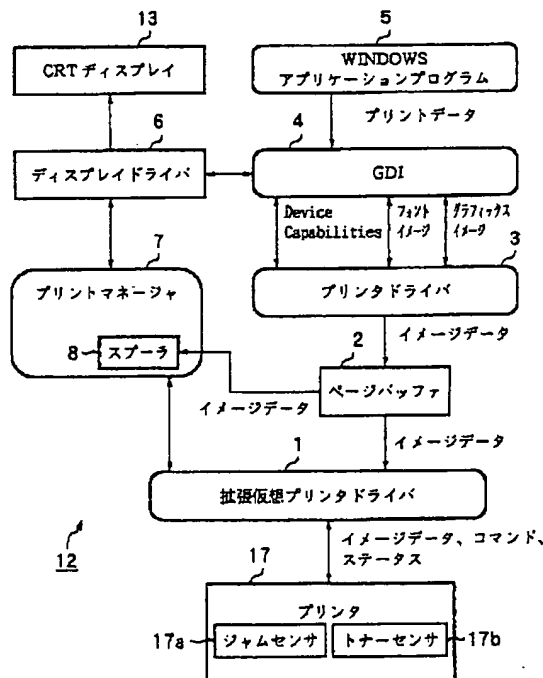 13
CRTディスプレイ
5
WINDOWS
アプリケーションプログラム
プリントデータ
6
ディスプレイドライバ
4
GDI
Device
Capabilities
フォント
イメージ
グラフィックス
イメージ
3
プリンタドライバ
7
プリントマネージャ
8
スプーラ
イメージデータ
2
ページバッファ
イメージデータ
イメージデータ
1
拡張仮想プリンタドライバ
12
イメージデータ、コマンド、
ステータス
17
プリンタ
17a
ジャムセンサ
トナーセンサ
17b